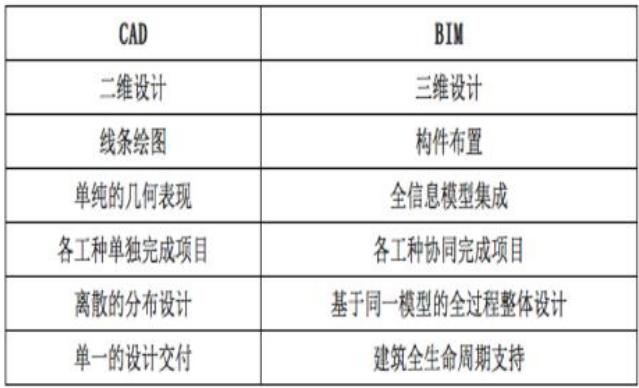 CAD BIM
二维设计 三维设计
线条绘图 构件布置
单纯的几何表现 全信息模型集成
各工种单独完成项目 各工种协同完成项目
离散的分布设计 基于同一模型的全过程整体设计
单一的设计交付 建筑全生命周期支持